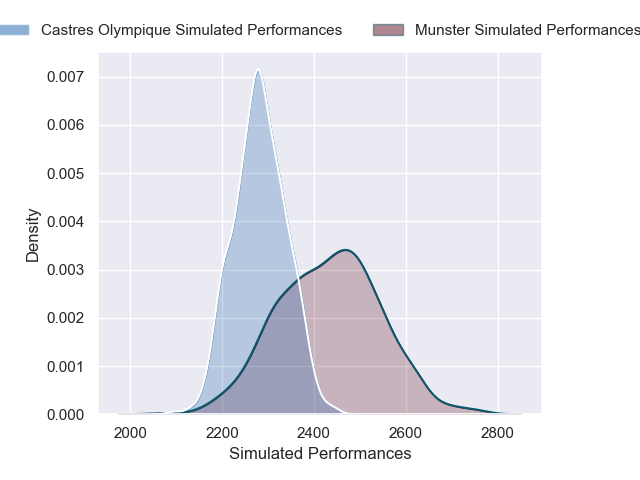 Castres Olympique Simulated Performances Munster Simulated Performances
0.007
0.006
0.005
0.004
0.003
0.002
0.001
0.000
Density
2000 2200 2400 2600 2800
Simulated Performances